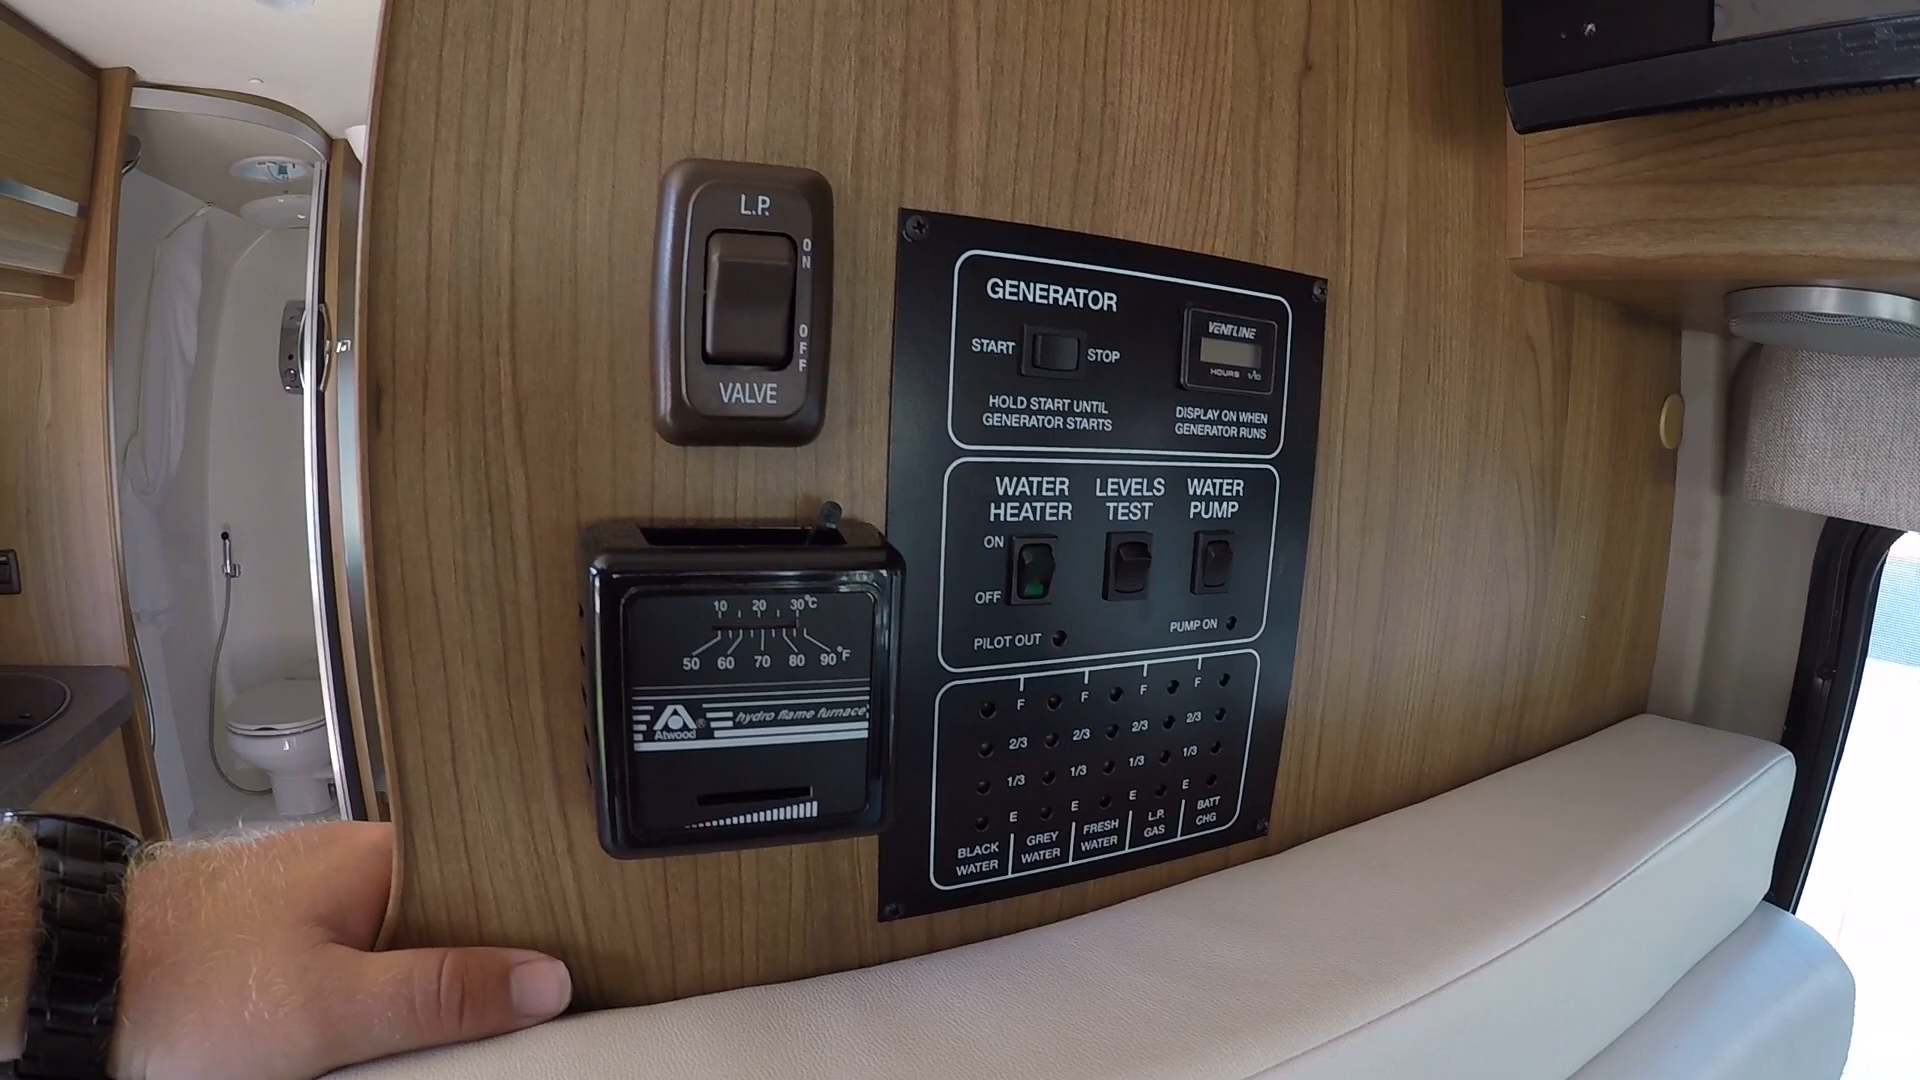 L.P.
ON
OFF
VALVE
GENERATOR
START
STOP
HOLD START UNTIL
GENERATOR STARTS
VENTLINE
HOURS 1/10
DISPLAY ON WHEN
GENERATOR RUNS
WATER
HEATER
LEVELS
TEST
WATER
PUMP
ON
OFF
PILOT OUT
PUMP ON
F F F F
2/3 2/3 2/3 2/3
1/3 1/3 1/3 1/3
E E E E
BLACK
WATER
GREY
WATER
FRESH
WATER
L.P.
GAS
BATT
CHG
10 20 30°C
50 60 70 80 90°F
Atwood®
hydro flame furnace